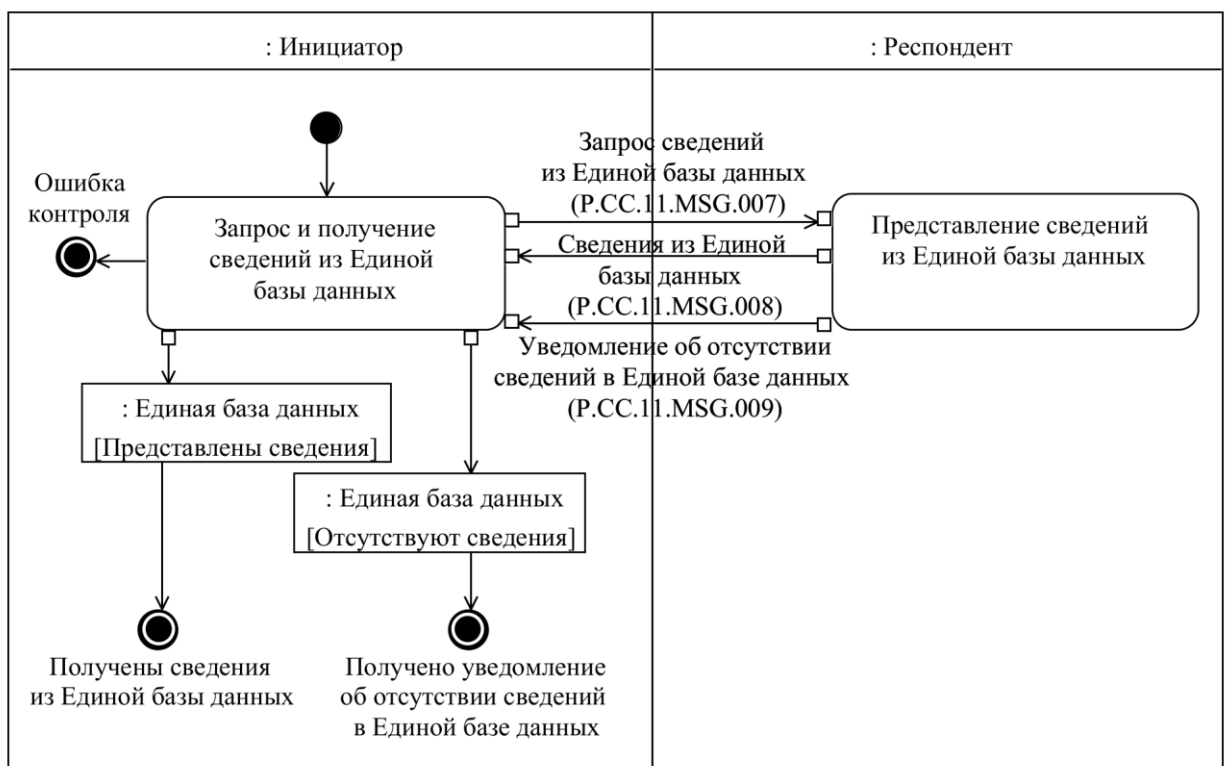 : Инициатор
: Респондент
Запрос сведений
из Единой базы данных
(P.CC.11.MSG.007)
Ошибка
контроля
Запрос и получение
сведений из Единой
базы данных
Представление сведений
из Единой базы данных
Сведения из Единой
базы данных
(P.CC.11.MSG.008)
Уведомление об отсутствии
сведений в Единой базе данных
(P.CC.11.MSG.009)
: Единая база данных
[Представлены сведения]
: Единая база данных
[Отсутствуют сведения]
Получены сведения
из Единой базы данных
Получено уведомление
об отсутствии сведений
в Единой базе данных